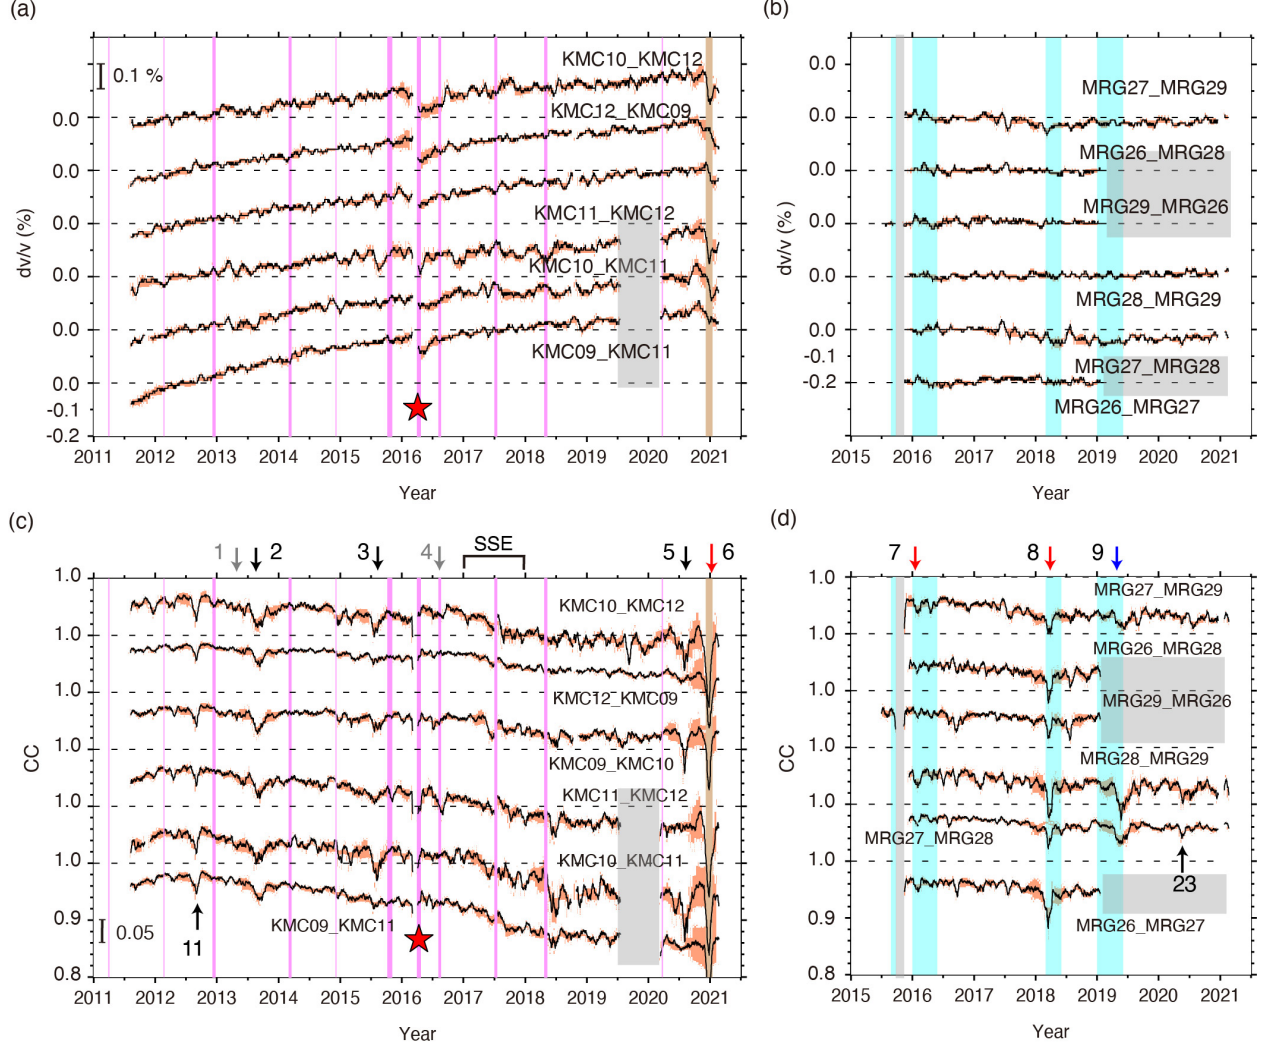 (a)
0.1 %
KMC10_KMC12
0.0
KMC12_KMC09
0.0
0.0
KMC11_KMC12
0.0
KMC10_KMC11
0.0
KMC09_KMC11
0.0
-0.1
-0.2
dv/v (%)
2011 2012 2013 2014 2015 2016 2017 2018 2019 2020 2021
Year
(b)
0.0
MRG27_MRG29
0.0
MRG26_MRG28
0.0
MRG29_MRG26
0.0
0.0
MRG28_MRG29
0.0
-0.1
MRG27_MRG28
-0.2
MRG26_MRG27
dv/v (%)
2015 2016 2017 2018 2019 2020 2021
Year
(c)
1 2 3 4 SSE 5 6
1.0
KMC10_KMC12
1.0
1.0
KMC12_KMC09
1.0
KMC09_KMC10
KMC11_KMC12
1.0
KMC10_KMC11
1.0
0.9
KMC09_KMC11
0.05
11
0.8
CC
2011 2012 2013 2014 2015 2016 2017 2018 2019 2020 2021
Year
(d)
7 8 9
1.0
MRG27_MRG29
1.0
MRG26_MRG28
1.0
MRG29_MRG26
1.0
MRG28_MRG29
1.0
MRG27_MRG28
1.0
23
0.9
MRG26_MRG27
0.8
CC
2015 2016 2017 2018 2019 2020 2021
Year